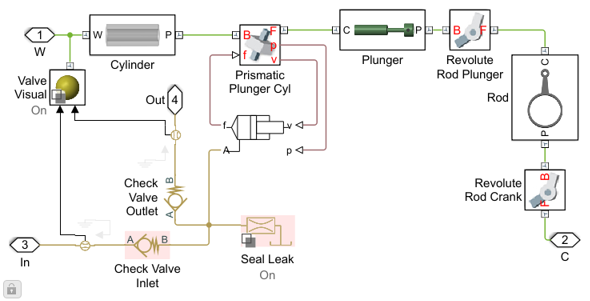 1
W
W
P
Cylinder
B
F
f
p
v
Prismatic
Plunger Cyl
C
P
Plunger
B
F
Revolute
Rod Plunger
C
Rod
P
Valve
Visual
On
Out
4
f
v
A
p
B
Check
Valve
Outlet
A
B
F
Revolute
Rod Crank
3
In
A
B
Check Valve
Inlet
Seal Leak
On
2
C